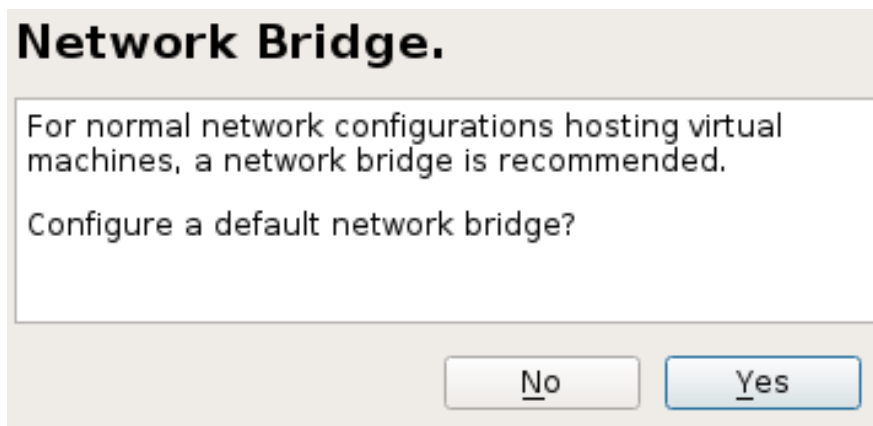 Network Bridge.
For normal network configurations hosting virtual
machines, a network bridge is recommended.
Configure a default network bridge?
No
Yes